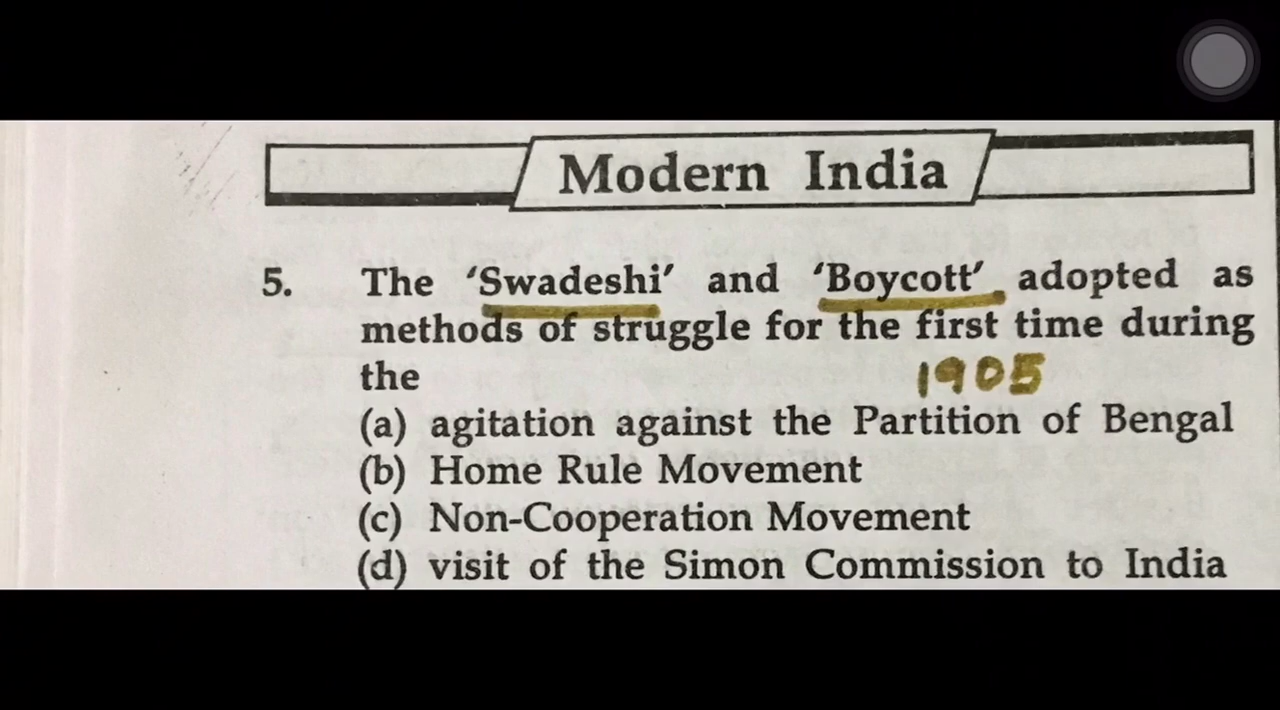 Modern India
5. The ‘Swadeshi’ and ‘Boycott’ adopted as
methods of struggle for the first time during
the 1905
(a) agitation against the Partition of Bengal
(b) Home Rule Movement
(c) Non-Cooperation Movement
(d) visit of the Simon Commission to India